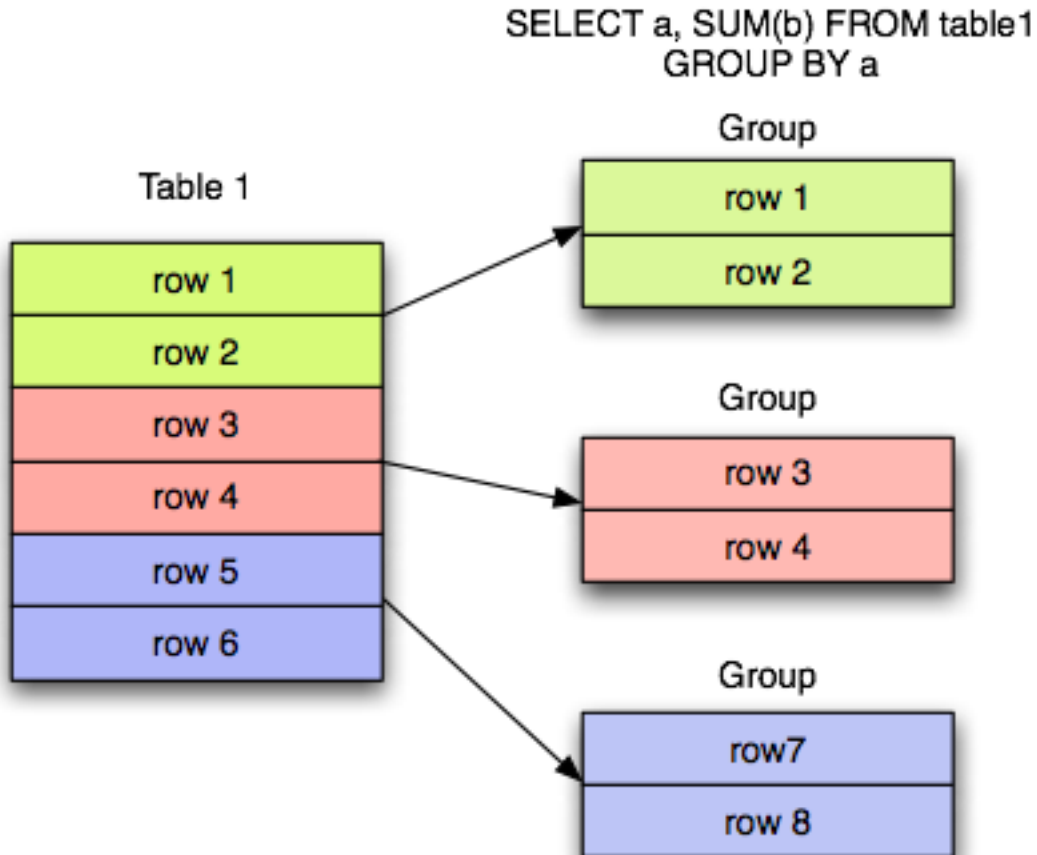 SELECT a, SUM(b) FROM table1
GROUP BY a
Table 1
row 1
row 2
row 3
row 4
row 5
row 6
Group
row 1
row 2
Group
row 3
row 4
Group
row7
row 8